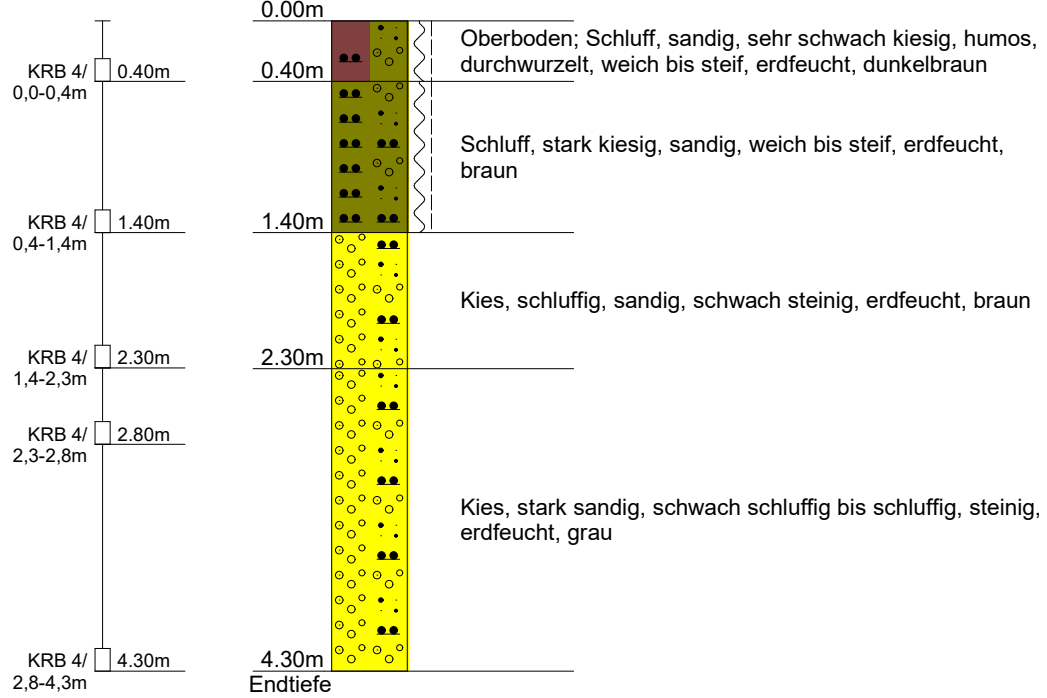 0.00m
Oberboden; Schluff, sandig, sehr schwach kiesig, humos,
durchwurzelt, weich bis steif, erdfeucht, dunkelbraun
KRB 4/ 0.40m
0,0-0,4m
0.40m
Schluff, stark kiesig, sandig, weich bis steif, erdfeucht,
braun
KRB 4/ 1.40m
0,4-1,4m
1.40m
Kies, schluffig, sandig, schwach steinig, erdfeucht, braun
KRB 4/ 2.30m
1,4-2,3m
2.30m
KRB 4/ 2.80m
2,3-2,8m
Kies, stark sandig, schwach schluffig bis schluffig, steinig,
erdfeucht, grau
KRB 4/ 4.30m
2,8-4,3m
4.30m
Endtiefe